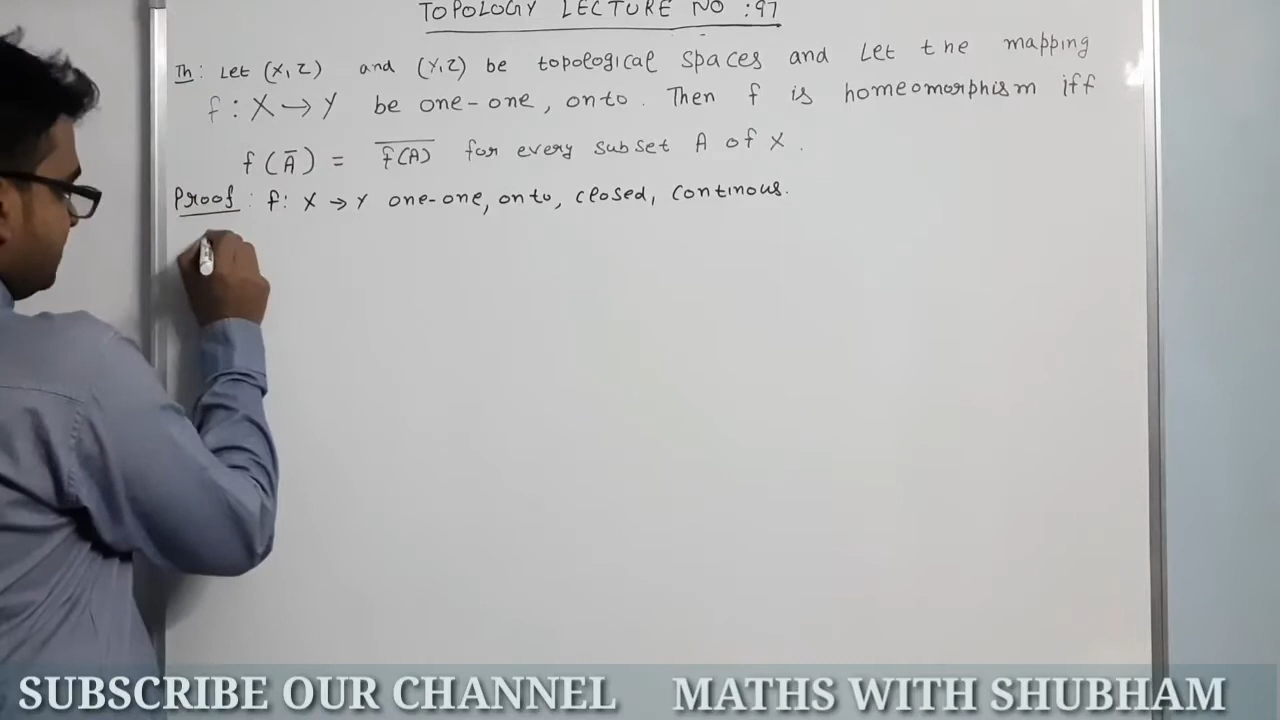 TOPOLOGY LECTURE NO :97
Th: Let (X, Z) and (Y, Z) be topological spaces and Let the mapping
f : X → Y be one-one, onto. Then f is homeomorphism iff
f(Ā) = \overline{f(A)} for every subset A of X.
Proof: f: X → Y one-one, onto, closed, continous.
SUBSCRIBE OUR CHANNEL MATHS WITH SHUBHAM